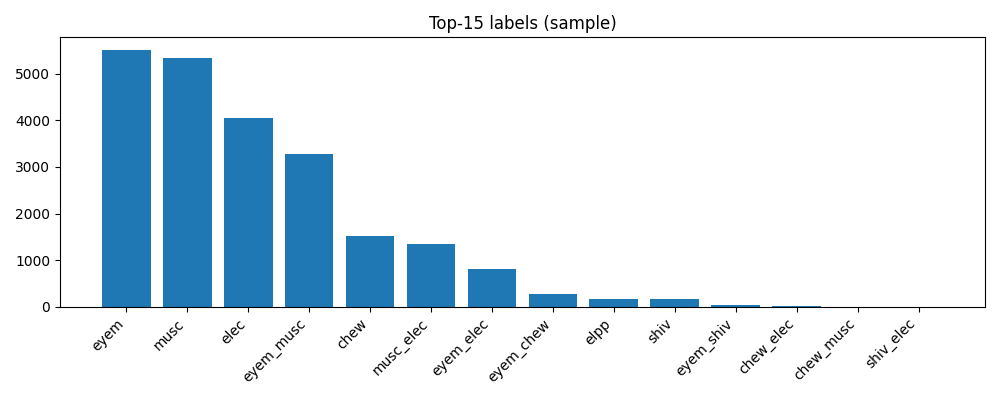 Top-15 labels (sample)
5000
4000
3000
2000
1000
0
eyem
musc
elec
eyem_musc
chew
musc_elec
eyem_elec
eyem_chew
elpp
shiv
eyem_shiv
chew_elec
chew_musc
shiv_elec